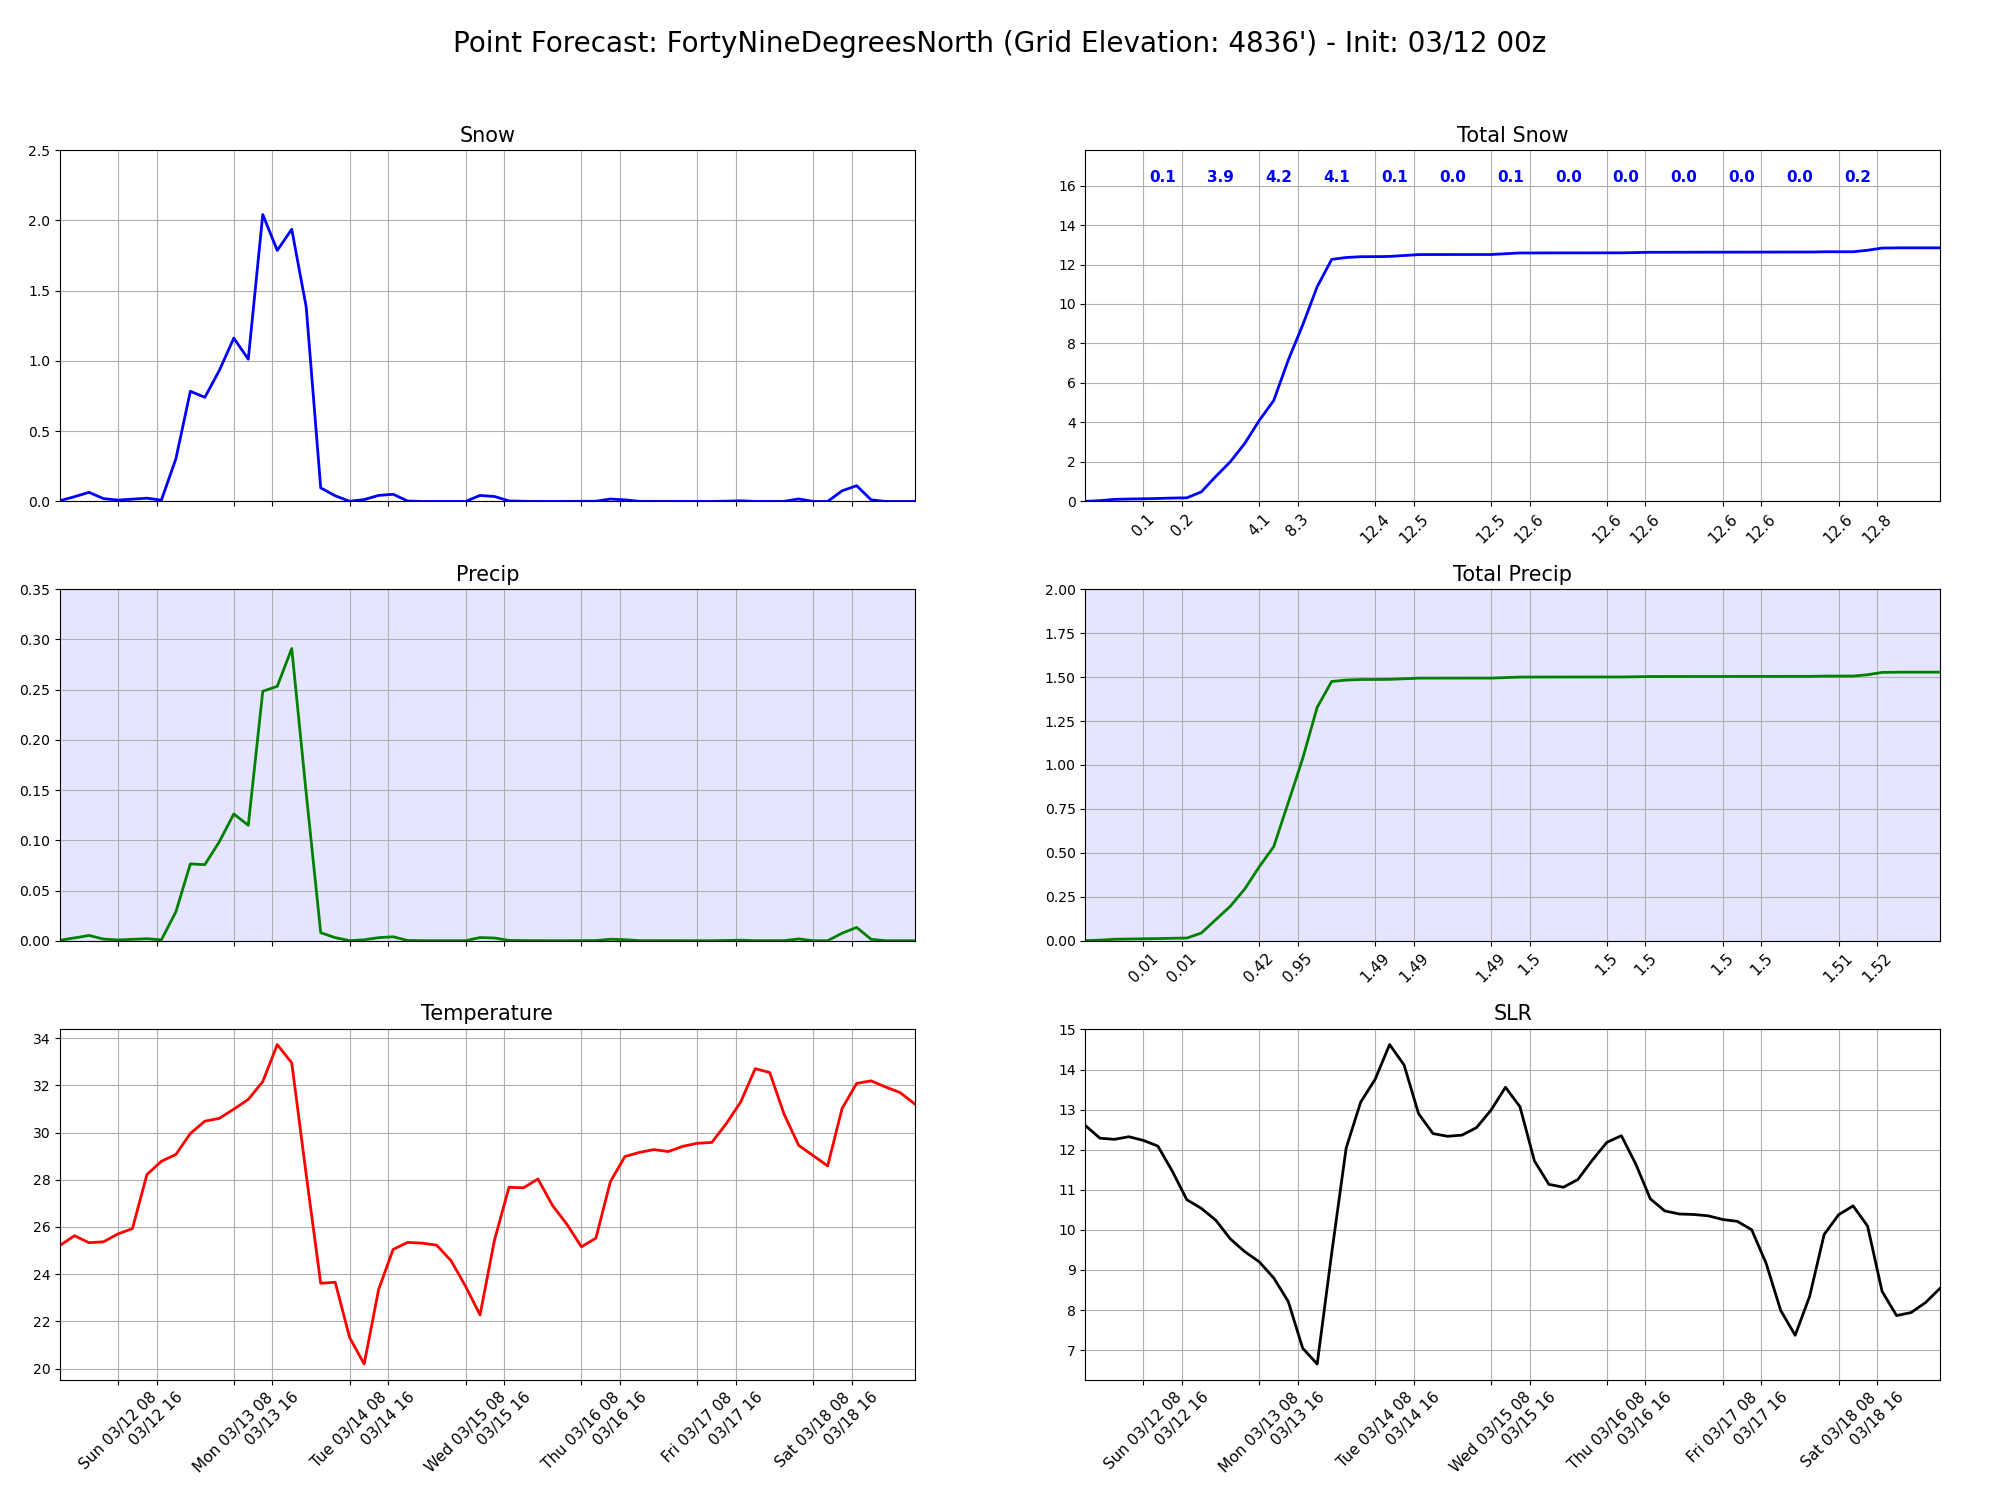 Point Forecast: FortyNineDegreesNorth (Grid Elevation: 4836') - Init: 03/12 00z
Snow
2.5
2.0
1.5
1.0
0.5
0.0
Total Snow
0.1 3.9 4.2 4.1 0.1 0.0 0.1 0.0 0.0 0.0 0.0 0.0 0.2
16
14
12
10
8
6
4
2
0
0.1 0.2 4.1 8.3 12.4 12.5 12.5 12.6 12.6 12.6 12.6 12.6 12.6 12.8
Precip
0.35
0.30
0.25
0.20
0.15
0.10
0.05
0.00
Total Precip
2.00
1.75
1.50
1.25
1.00
0.75
0.50
0.25
0.00
0.01 0.01 0.42 0.95 1.49 1.49 1.49 1.5 1.5 1.5 1.5 1.5 1.51 1.52
Temperature
34
32
30
28
26
24
22
20
Sun 03/12 08
03/12 16
Mon 03/13 08
03/13 16
Tue 03/14 08
03/14 16
Wed 03/15 08
03/15 16
Thu 03/16 08
03/16 16
Fri 03/17 08
03/17 16
Sat 03/18 08
03/18 16
SLR
15
14
13
12
11
10
9
8
7
Sun 03/12 08
03/12 16
Mon 03/13 08
03/13 16
Tue 03/14 08
03/14 16
Wed 03/15 08
03/15 16
Thu 03/16 08
03/16 16
Fri 03/17 08
03/17 16
Sat 03/18 08
03/18 16